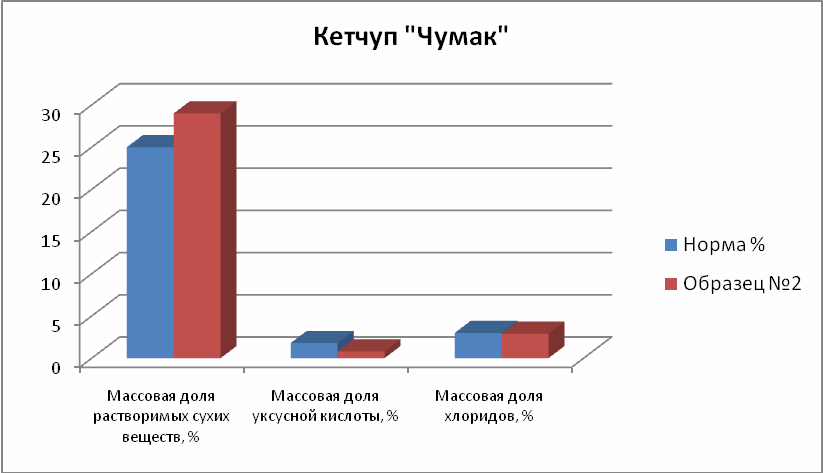 Кетчуп "Чумак"
30
25
20
15
10
5
0
Массовая доля
растворимых сухих
веществ, %
Массовая доля
уксусной кислоты, %
Массовая доля
хлоридов, %
Норма %
Образец №2